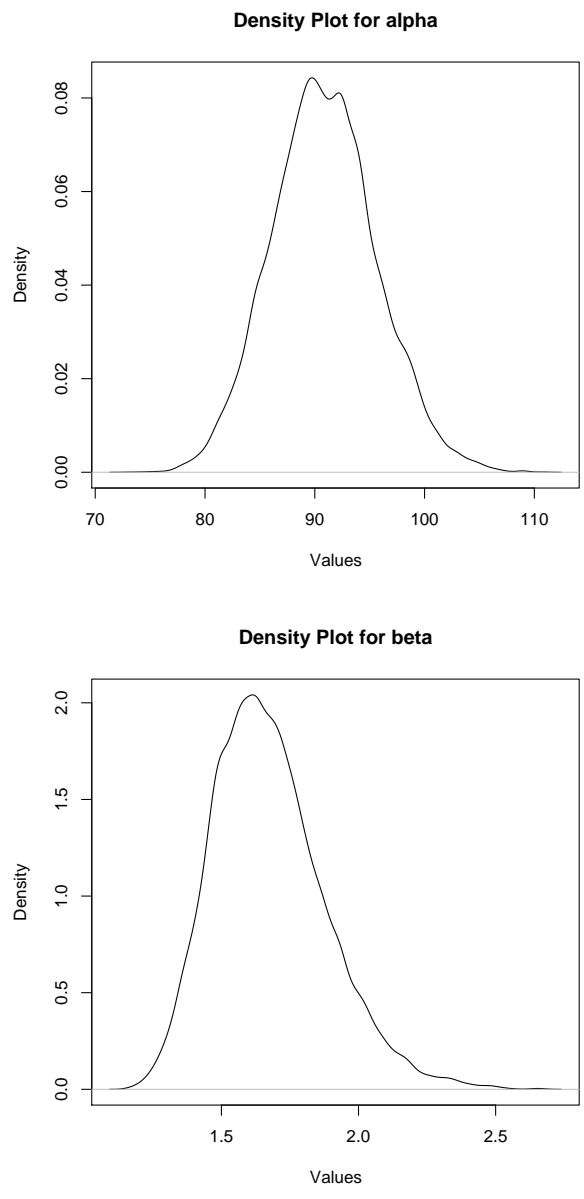 Density Plot for alpha
0.08
0.06
0.04
0.02
0.00
Density
70 80 90 100 110
Values
Density Plot for beta
2.0
1.5
1.0
0.5
0.0
Density
1.5 2.0 2.5
Values